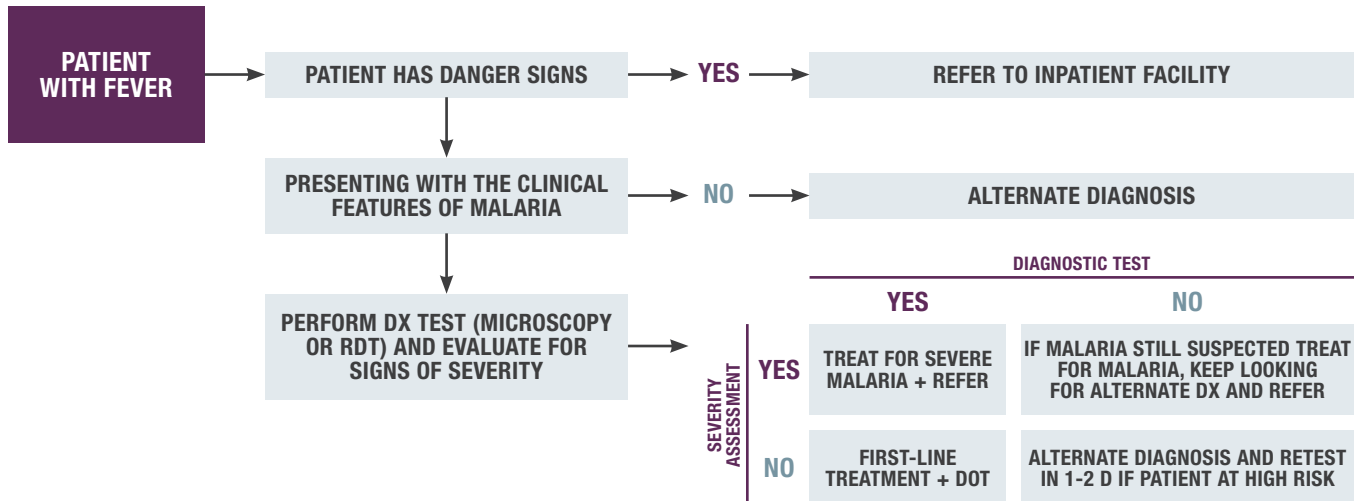 PATIENT
WITH FEVER
PATIENT HAS DANGER SIGNS
YES
REFER TO INPATIENT FACILITY
PRESENTING WITH THE CLINICAL
FEATURES OF MALARIA
NO
ALTERNATE DIAGNOSIS
PERFORM DX TEST (MICROSCOPY
OR RDT) AND EVALUATE FOR
SIGNS OF SEVERITY
DIAGNOSTIC TEST
YES
NO
SEVERITY
ASSESSMENT
YES
TREAT FOR SEVERE
MALARIA + REFER
IF MALARIA STILL SUSPECTED TREAT
FOR MALARIA, KEEP LOOKING
FOR ALTERNATE DX AND REFER
NO
FIRST-LINE
TREATMENT + DOT
ALTERNATE DIAGNOSIS AND RETEST
IN 1-2 D IF PATIENT AT HIGH RISK